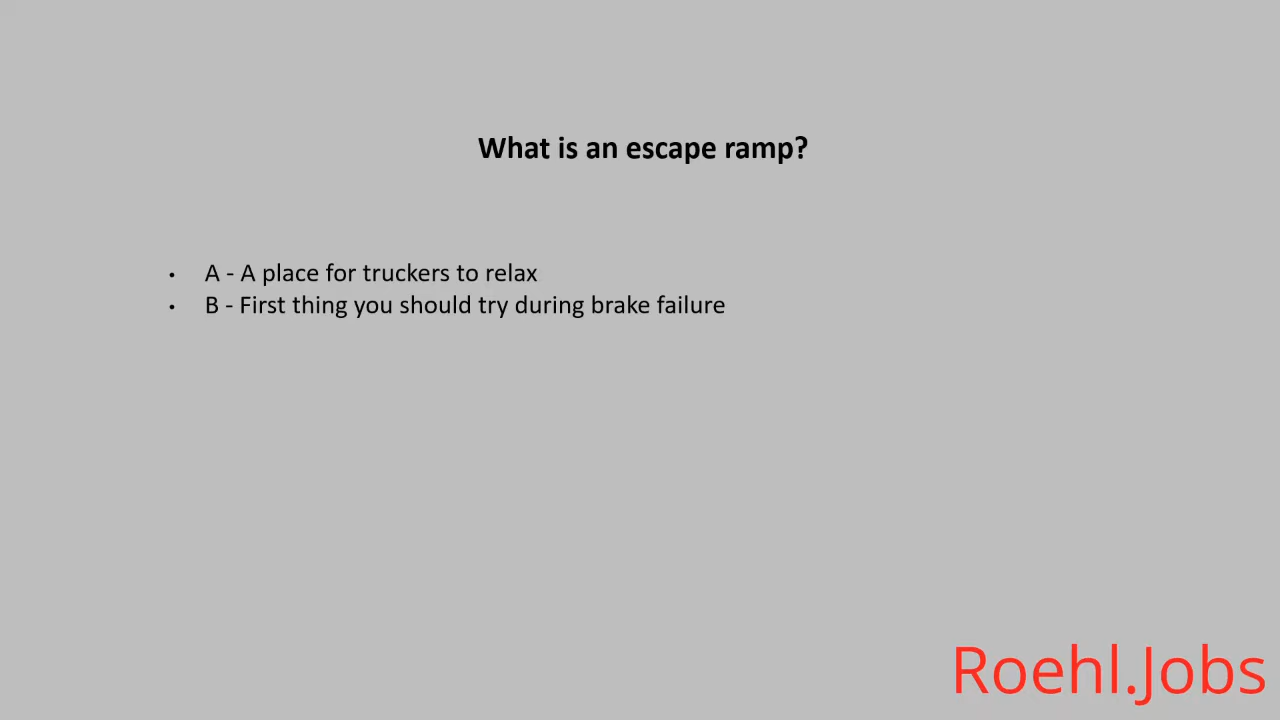 What is an escape ramp?
• A - A place for truckers to relax
• B - First thing you should try during brake failure
Roehl.Jobs